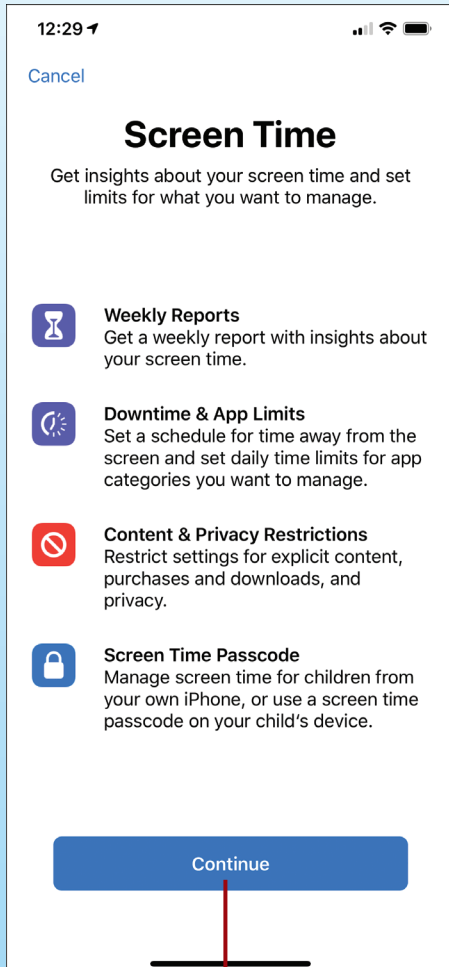 12:29
Cancel
Screen Time
Get insights about your screen time and set
limits for what you want to manage.
Weekly Reports
Get a weekly report with insights about
your screen time.
Downtime & App Limits
Set a schedule for time away from the
screen and set daily time limits for app
categories you want to manage.
Content & Privacy Restrictions
Restrict settings for explicit content,
purchases and downloads, and
privacy.
Screen Time Passcode
Manage screen time for children from
your own iPhone, or use a screen time
passcode on your child‘s device.
Continue